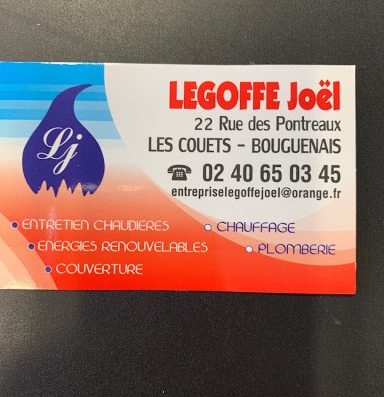 LEGOFFE Joël
22 Rue des Pontreaux
LES COUETS - BOUGUENAIS
☎ 02 40 65 03 45
entrepriselegoffejoel@orange.fr
Lj
• ENTRETIEN CHAUDIERES
• CHAUFFAGE
• ENERGIES RENOUVELABLES
• PLOMBERIE
• COUVERTURE